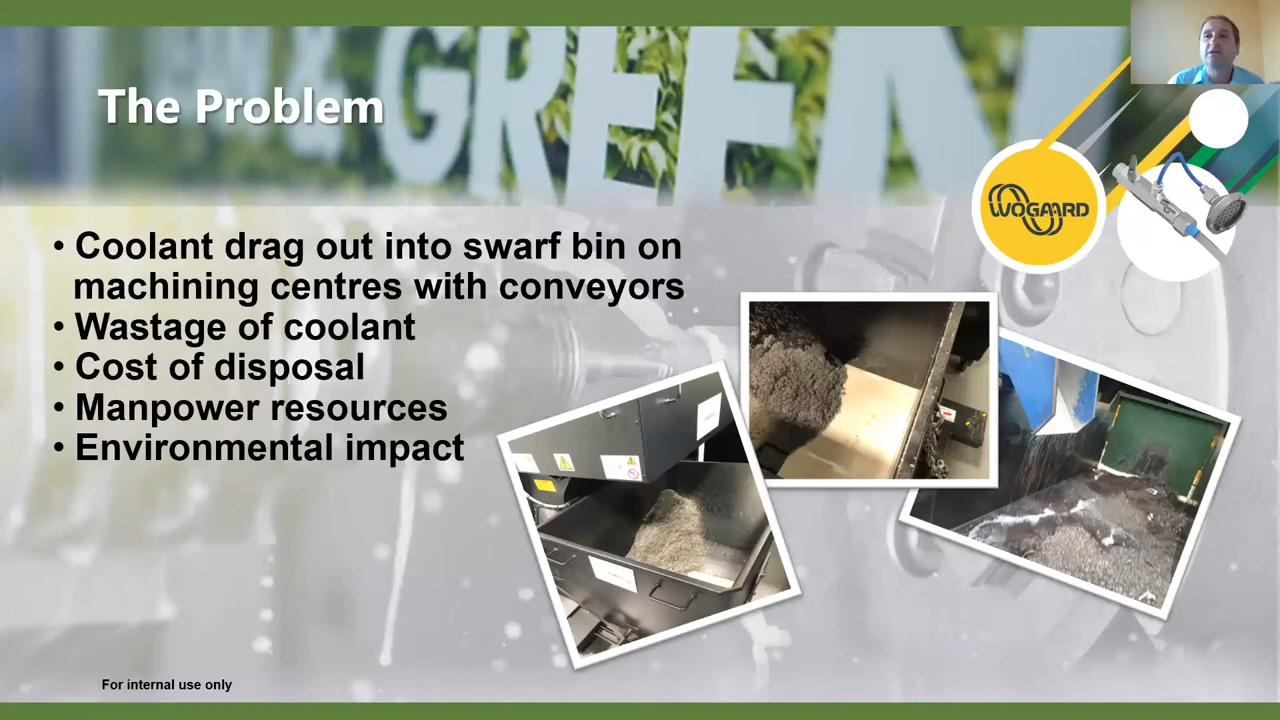 GREEN
The Problem
WOGAARD
• Coolant drag out into swarf bin on
machining centres with conveyors
• Wastage of coolant
• Cost of disposal
• Manpower resources
• Environmental impact
For internal use only